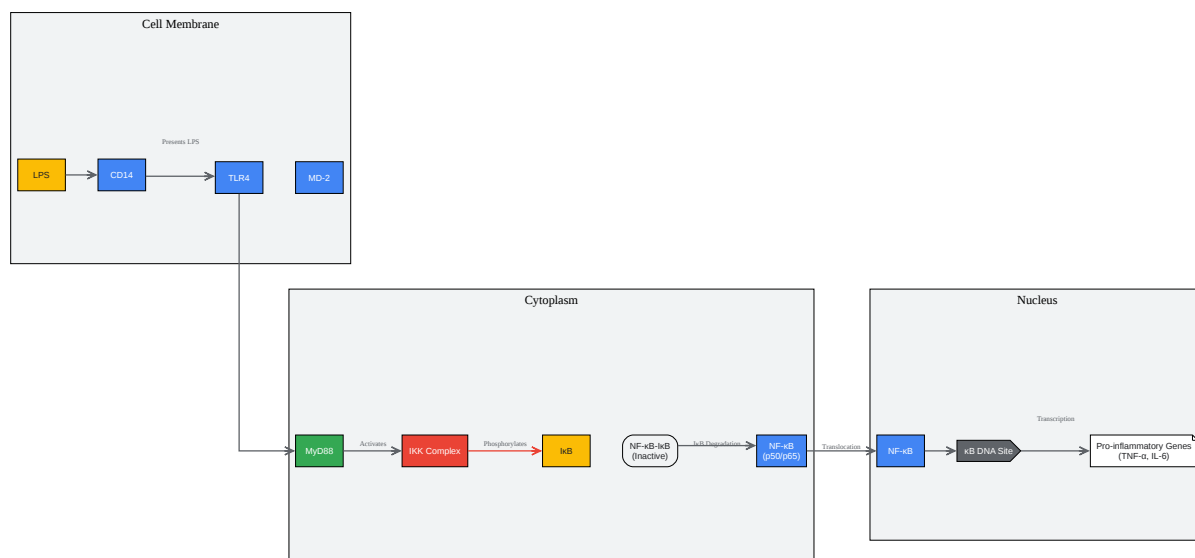 Cell Membrane
Presents LPS
LPS
CD14
TLR4
MD-2
Cytoplasm
MyD88
Activates
IKK Complex
Phosphorylates
IκB
NF-κB-IκB
(Inactive)
IκB Degradation
NF-κB
(p50/p65)
Translocation
Nucleus
Transcription
NF-κB
κB DNA Site
Pro-inflammatory Genes
(TNF-α, IL-6)